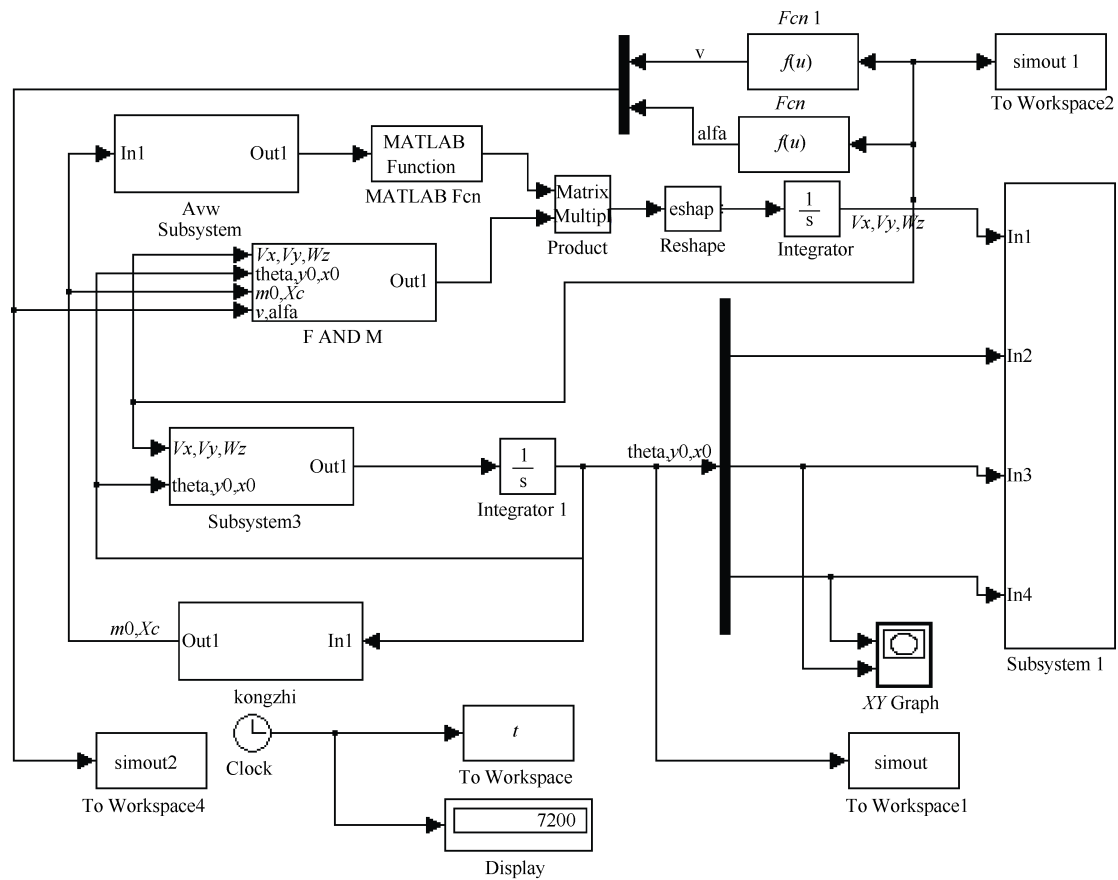 Fcn 1
v
f(u)
simout 1
To Workspace2
Fcn
alfa
f(u)
In1
Out1
Avw
Subsystem
MATLAB
Function
MATLAB Fcn
Matrix
Multipl
Product
eshap
Reshape
1
s
Integrator
Vx,Vy,Wz
In1
Vx,Vy,Wz
theta,y0,x0
m0,Xc
v,alfa
Out1
F AND M
In2
Vx,Vy,Wz
theta,y0,x0
Out1
Subsystem3
1
s
Integrator 1
theta,y0,x0
In3
In4
Subsystem 1
m0,Xc
Out1
In1
kongzhi
XY Graph
Clock
t
To Workspace
simout2
To Workspace4
simout
To Workspace1
7200
Display